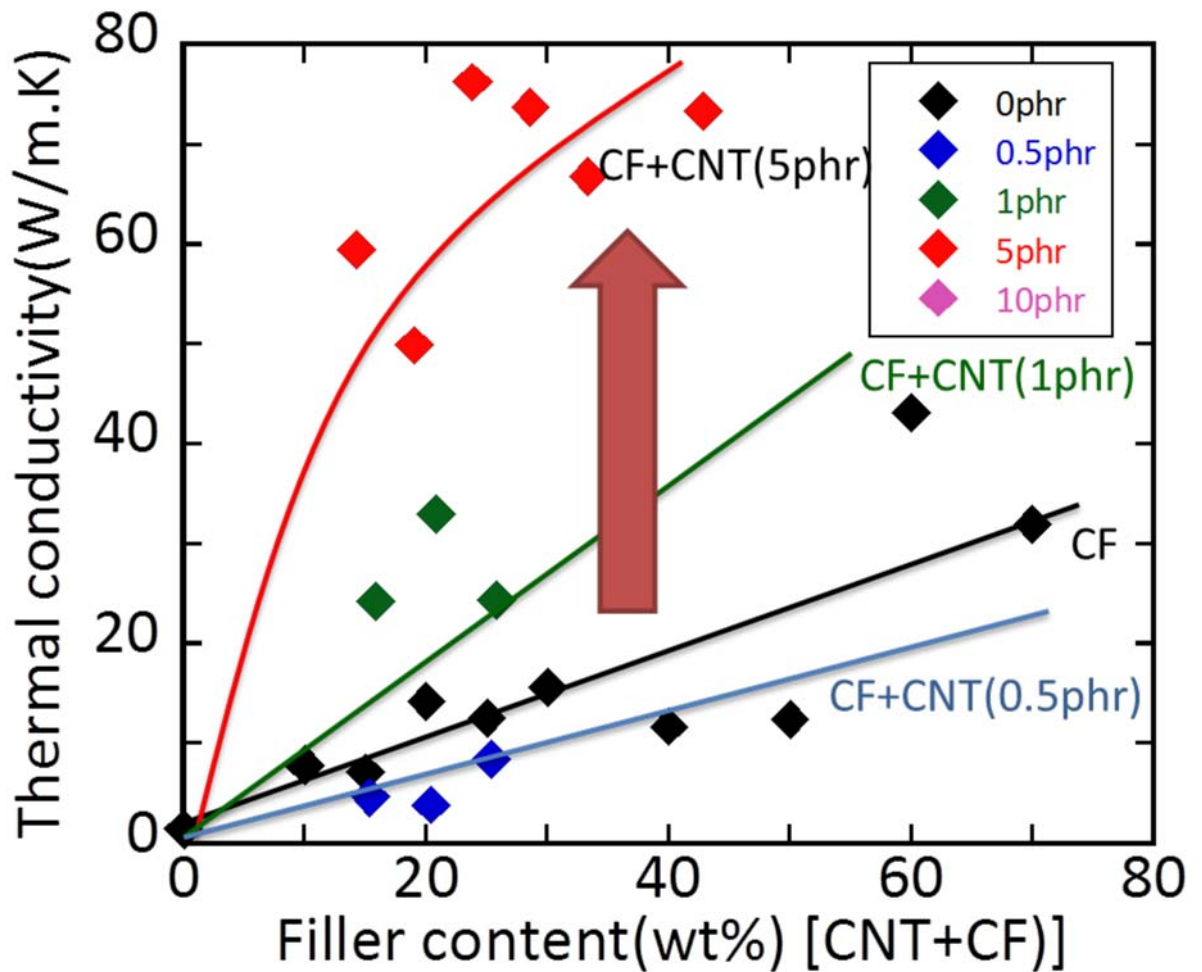 Thermal conductivity(W/m.K)
80
60
40
20
0
0phr
0.5phr
1phr
5phr
10phr
CF+CNT(5phr)
CF+CNT(1phr)
CF
CF+CNT(0.5phr)
0 20 40 60 80
Filler content(wt%) [CNT+CF)]